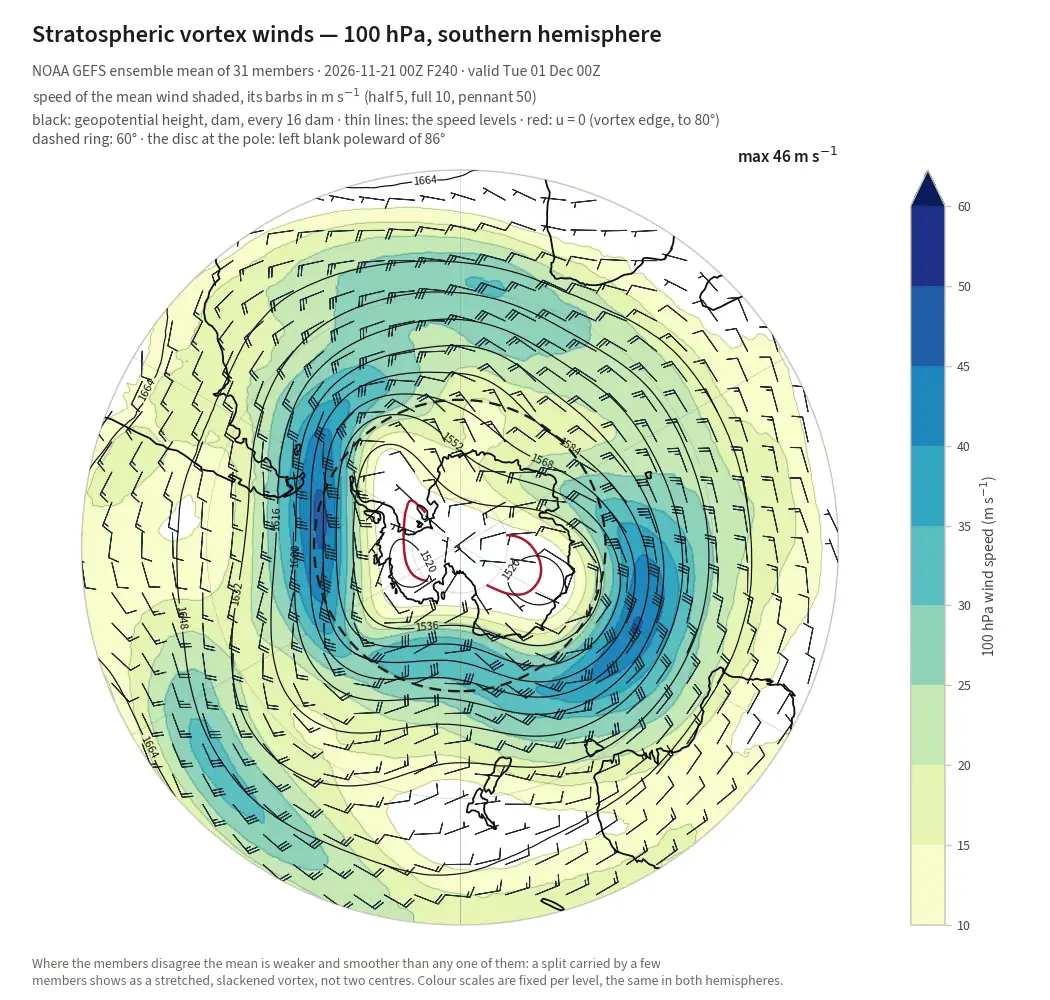 Stratospheric vortex winds — 100 hPa, southern hemisphere
NOAA GEFS ensemble mean of 31 members · 2026-11-21 00Z F240 · valid Tue 01 Dec 00Z
speed of the mean wind shaded, its barbs in m s⁻¹ (half 5, full 10, pennant 50)
black: geopotential height, dam, every 16 dam · thin lines: the speed levels · red: u = 0 (vortex edge, to 80°)
dashed ring: 60° · the disc at the pole: left blank poleward of 86°
max 46 m s⁻¹
1664
1664
1552
1584
1568
1616
1600
1520
1520
1632
1648
1536
1664
60
50
45
40
35
30
25
20
15
10
100 hPa wind speed (m s⁻¹)
Where the members disagree the mean is weaker and smoother than any one of them: a split carried by a few
members shows as a stretched, slackened vortex, not two centres. Colour scales are fixed per level, the same in both hemispheres.